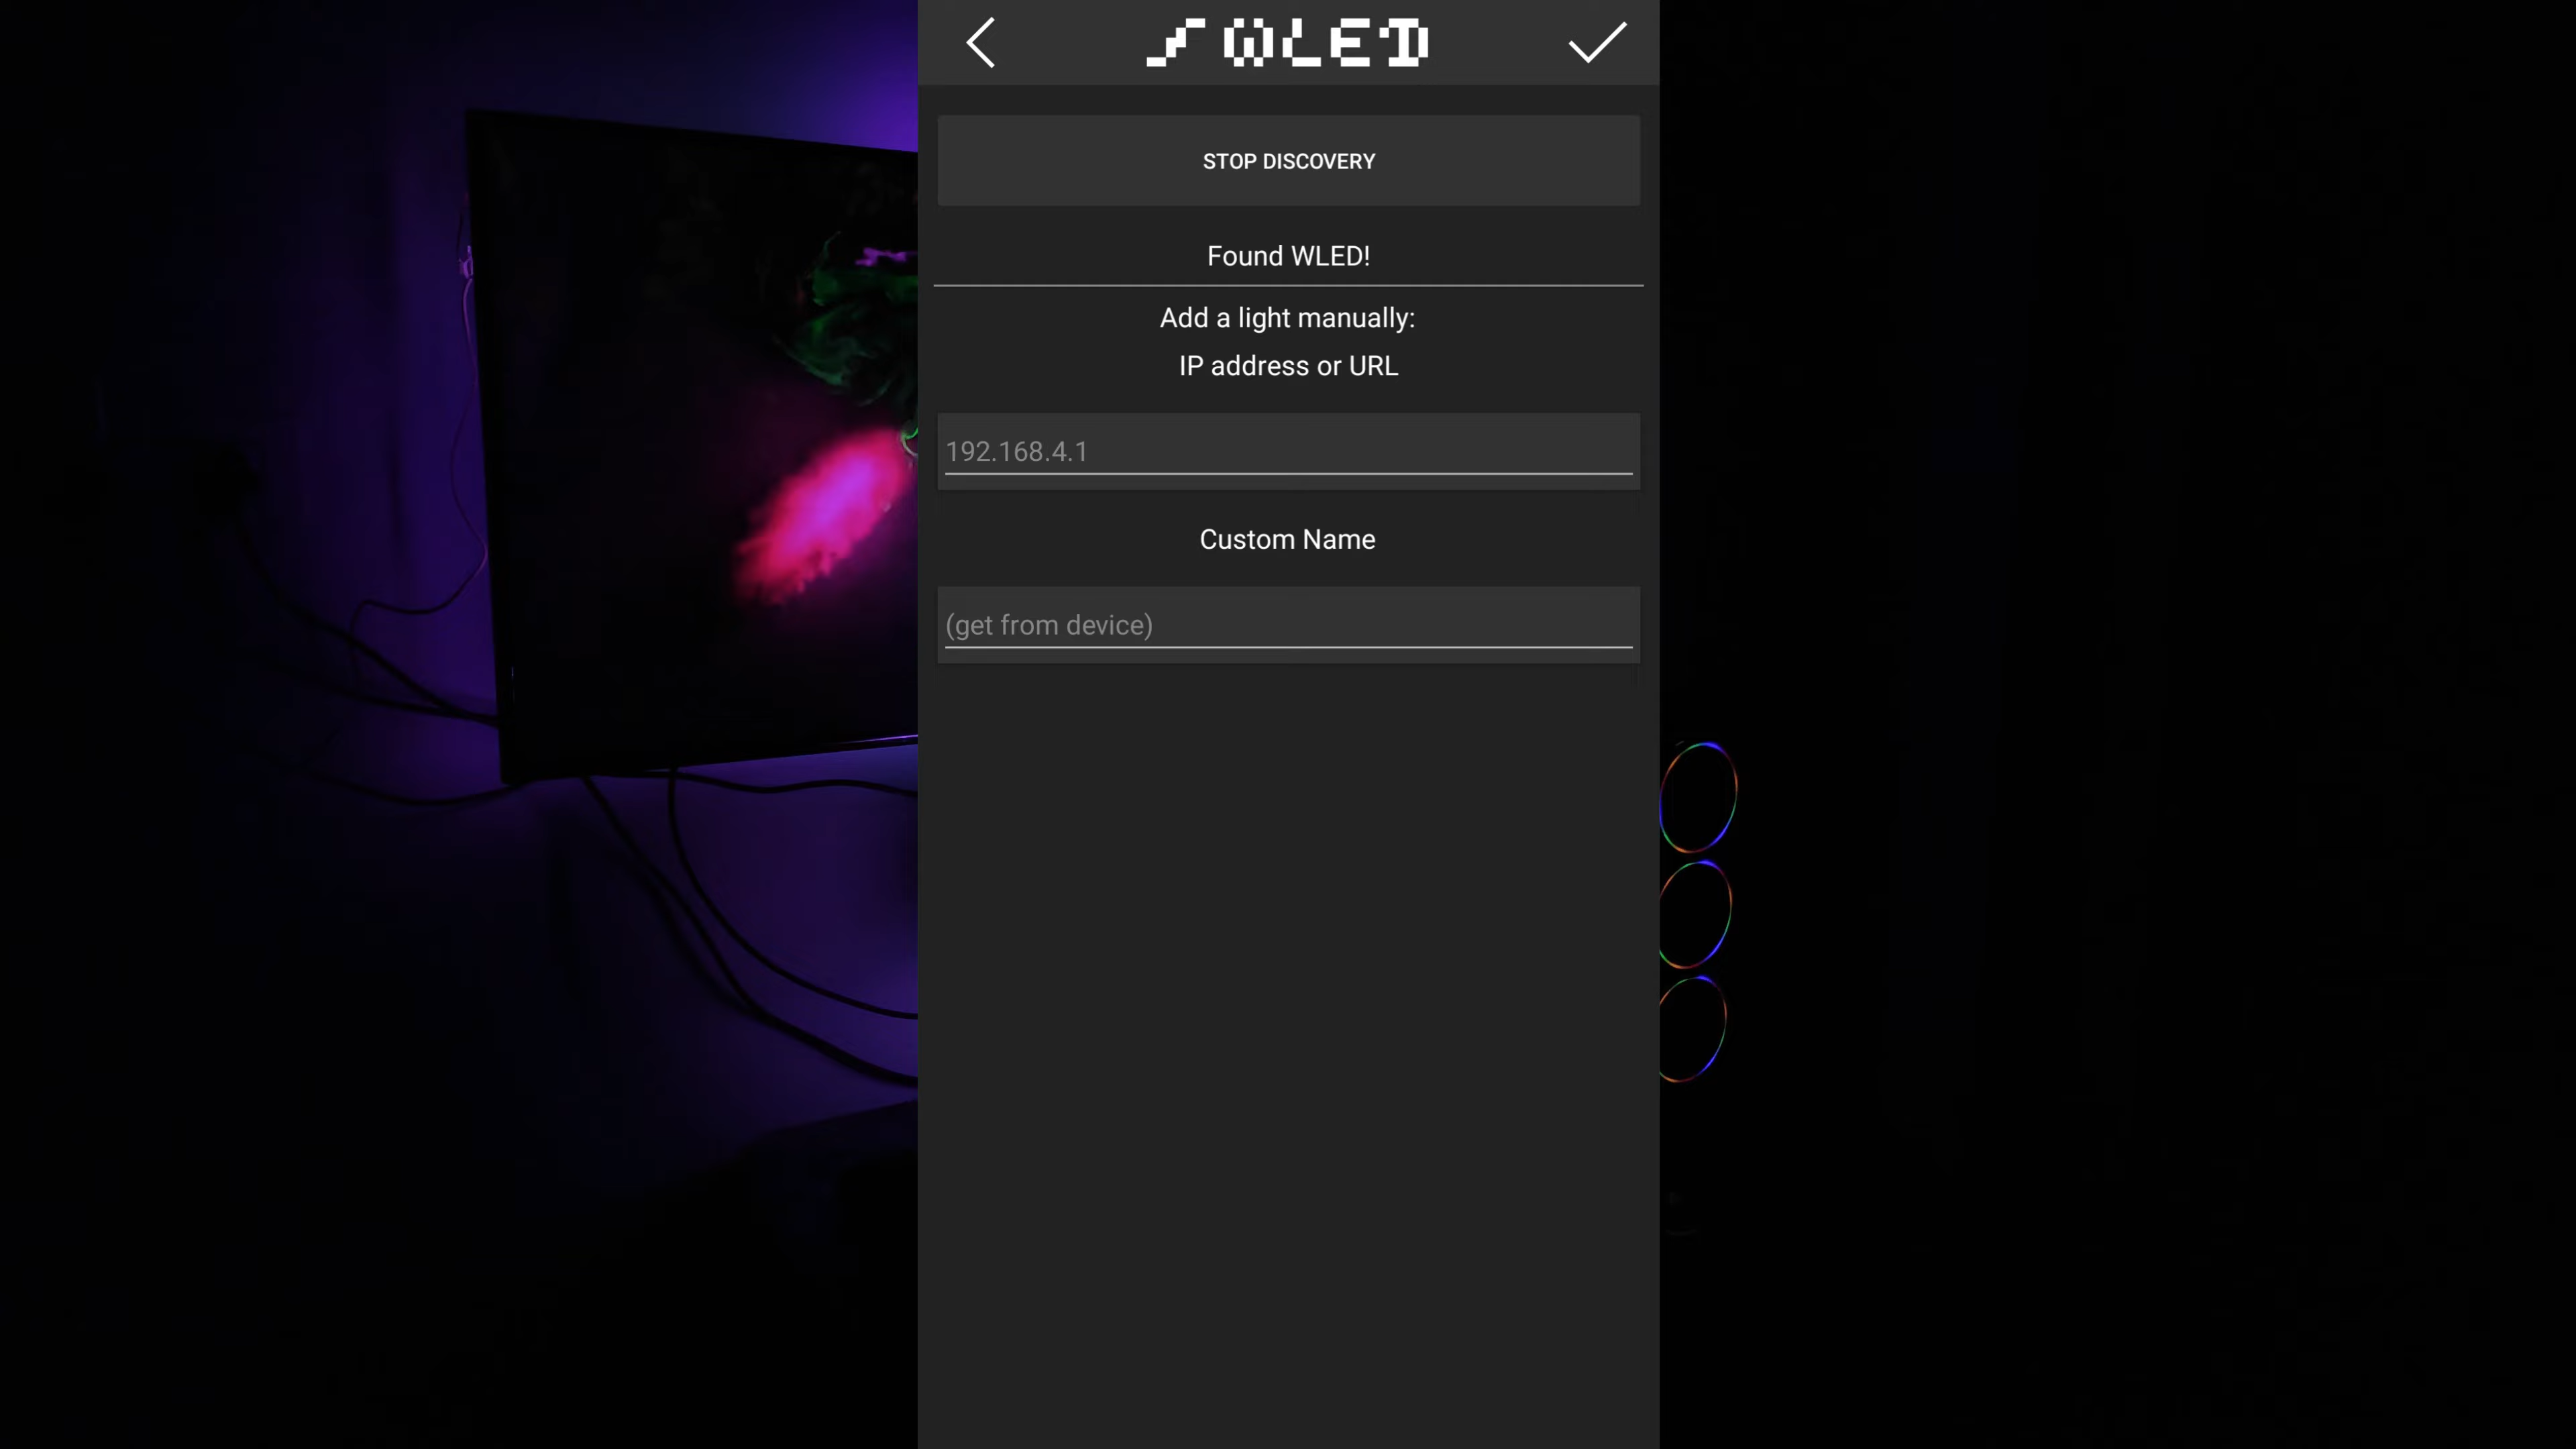 WLED
STOP DISCOVERY
Found WLED!
Add a light manually:
IP address or URL
192.168.4.1
Custom Name
(get from device)